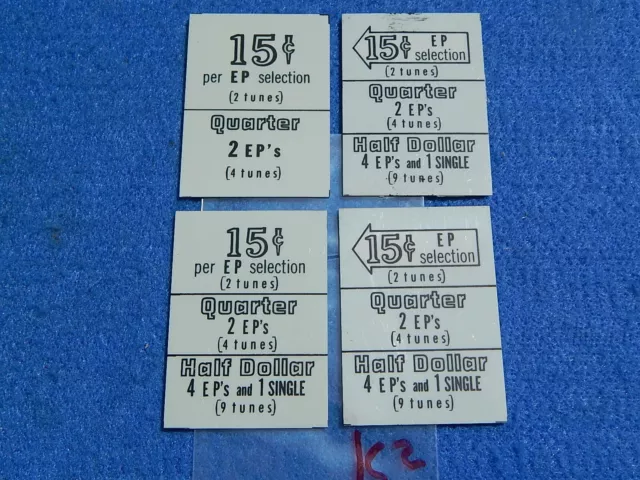 15¢
per EP selection
(2 tunes)
Quarter
2 EP's
(4 tunes)
15¢ EP selection
(2 tunes)
Quarter
2 EP's
(4 tunes)
Half Dollar
4 EP's and 1 SINGLE
(9 tunes)
15¢
per EP selection
(2 tunes)
Quarter
2 EP's
(4 tunes)
Half Dollar
4 EP's and 1 SINGLE
(9 tunes)
15¢ EP selection
(2 tunes)
Quarter
2 EP's
(4 tunes)
Half Dollar
4 EP's and 1 SINGLE
(9 tunes)
K2